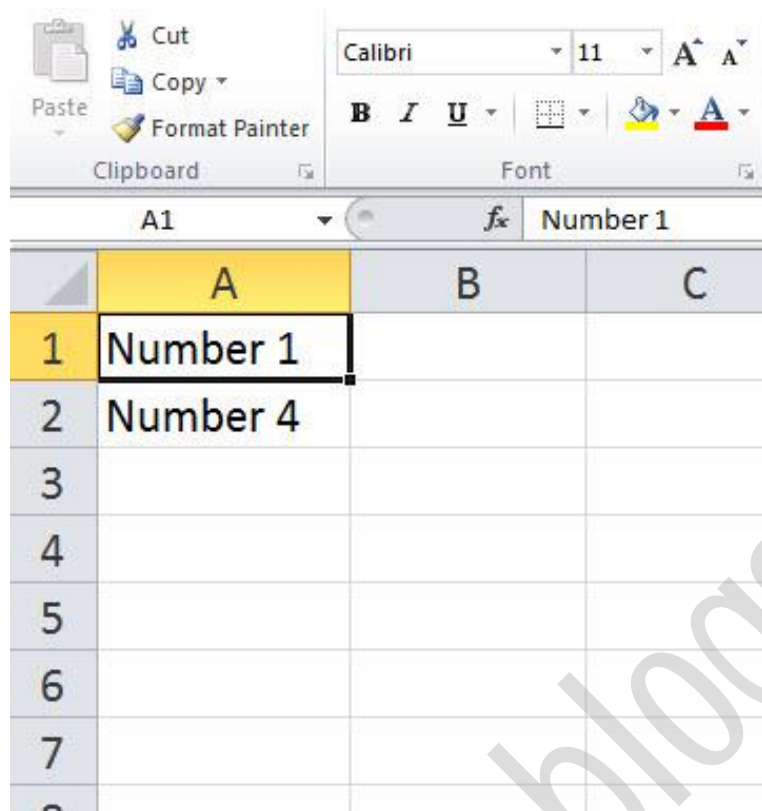 Cut
Copy
Paste
Format Painter
Clipboard
Calibri 11 A A
B I U A
Font
A1 fx Number 1
A B C
1 Number 1
2 Number 4
3
4
5
6
7